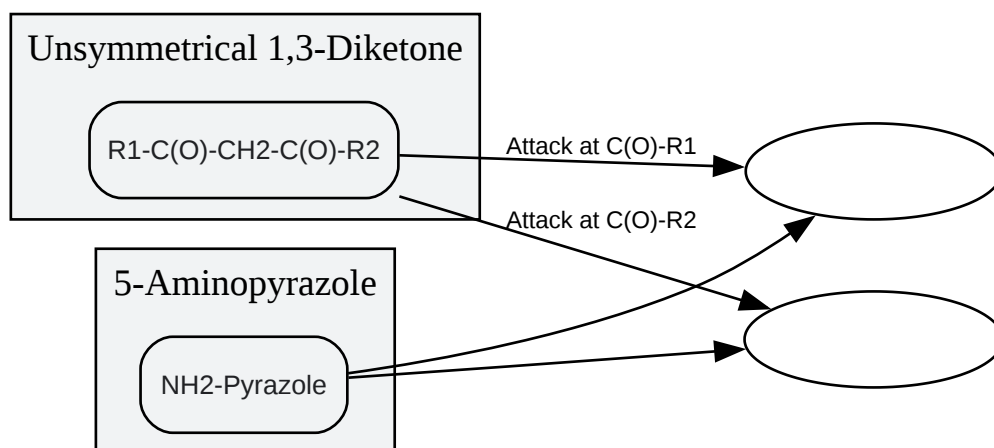 Unsymmetrical 1,3-Diketone
R1-C(O)-CH2-C(O)-R2
Attack at C(O)-R1
Attack at C(O)-R2
5-Aminopyrazole
NH2-Pyrazole